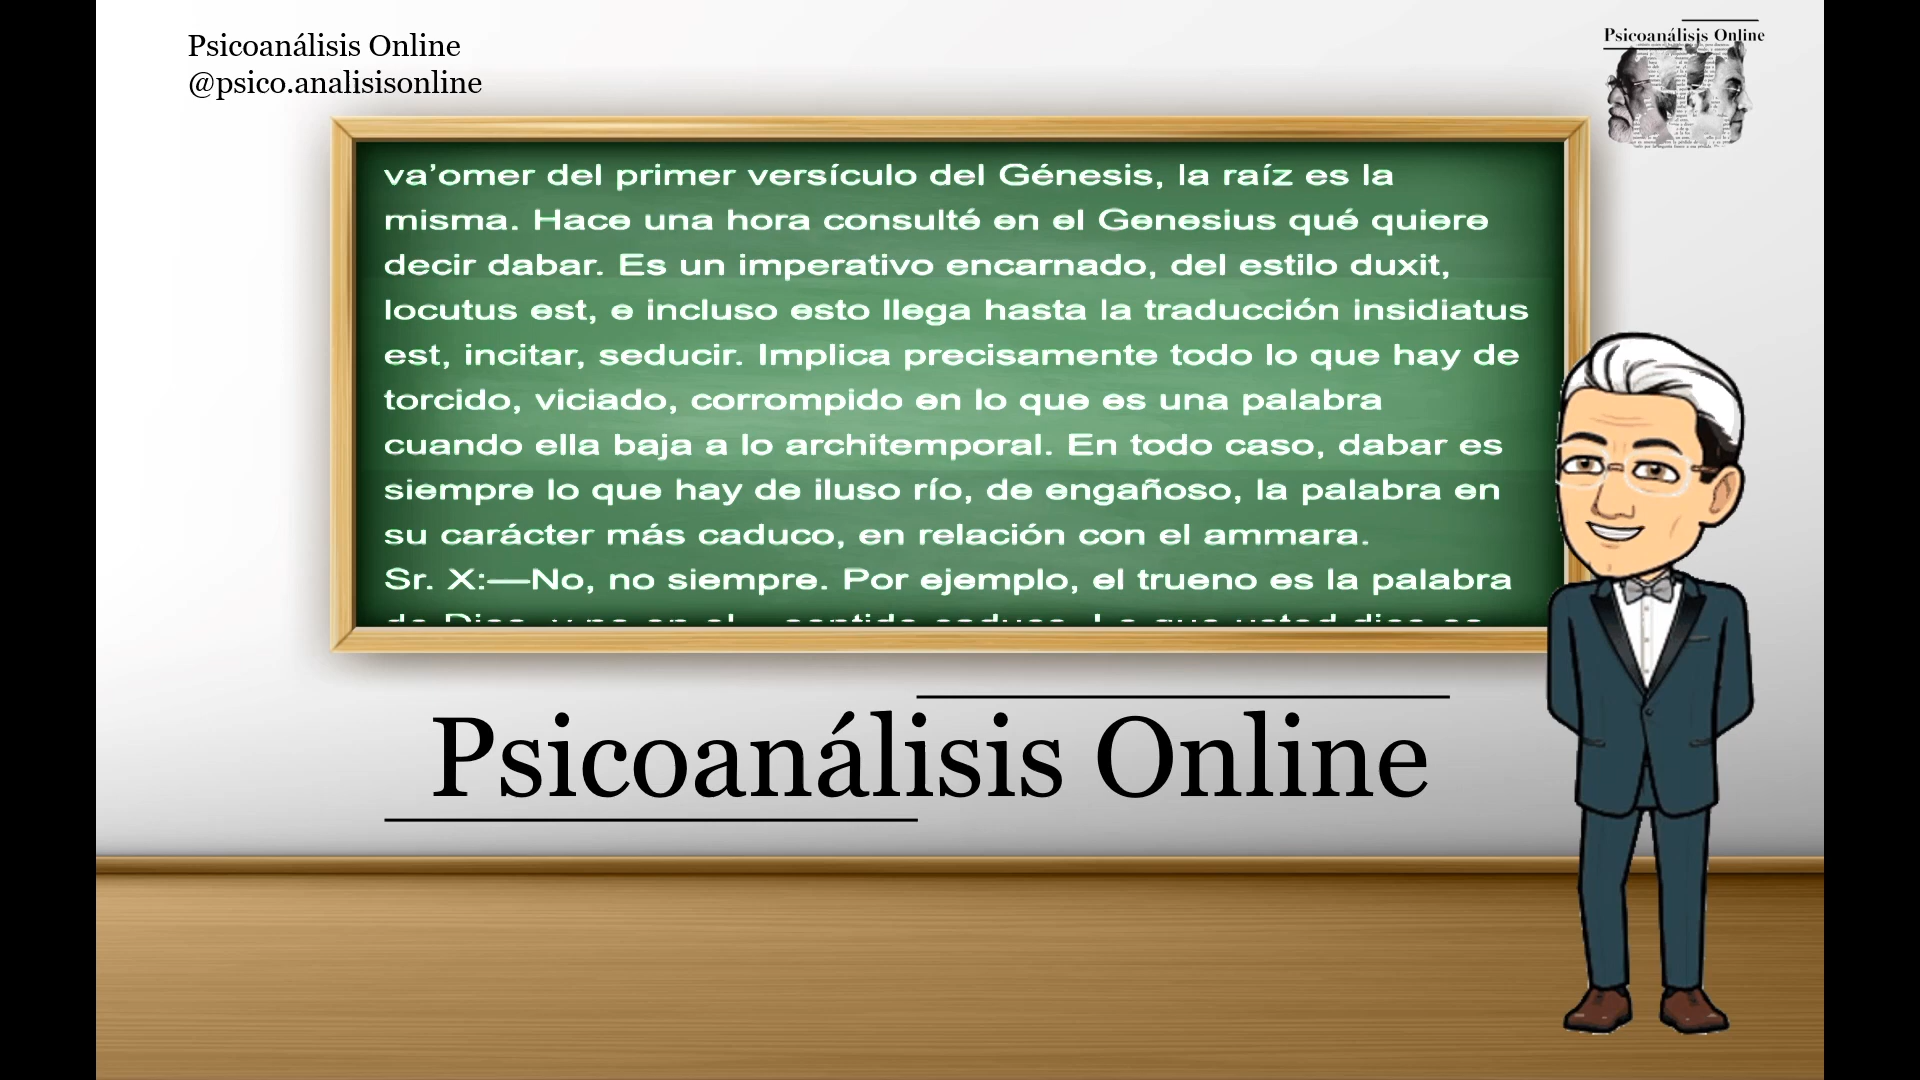 Psicoanálisis Online
@psico.analisisonline
Psicoanálisis Online
va’omer del primer versículo del Génesis, la raíz es la
misma. Hace una hora consulté en el Genesius qué quiere
decir dabar. Es un imperativo encarnado, del estilo duxit,
locutus est, e incluso esto llega hasta la traducción insidiatus
est, incitar, seducir. Implica precisamente todo lo que hay de
torcido, viciado, corrompido en lo que es una palabra
cuando ella baja a lo architemporal. En todo caso, dabar es
siempre lo que hay de iluso río, de engañoso, la palabra en
su carácter más caduco, en relación con el ammara.
Sr. X:—No, no siempre. Por ejemplo, el trueno es la palabra
Psicoanálisis Online